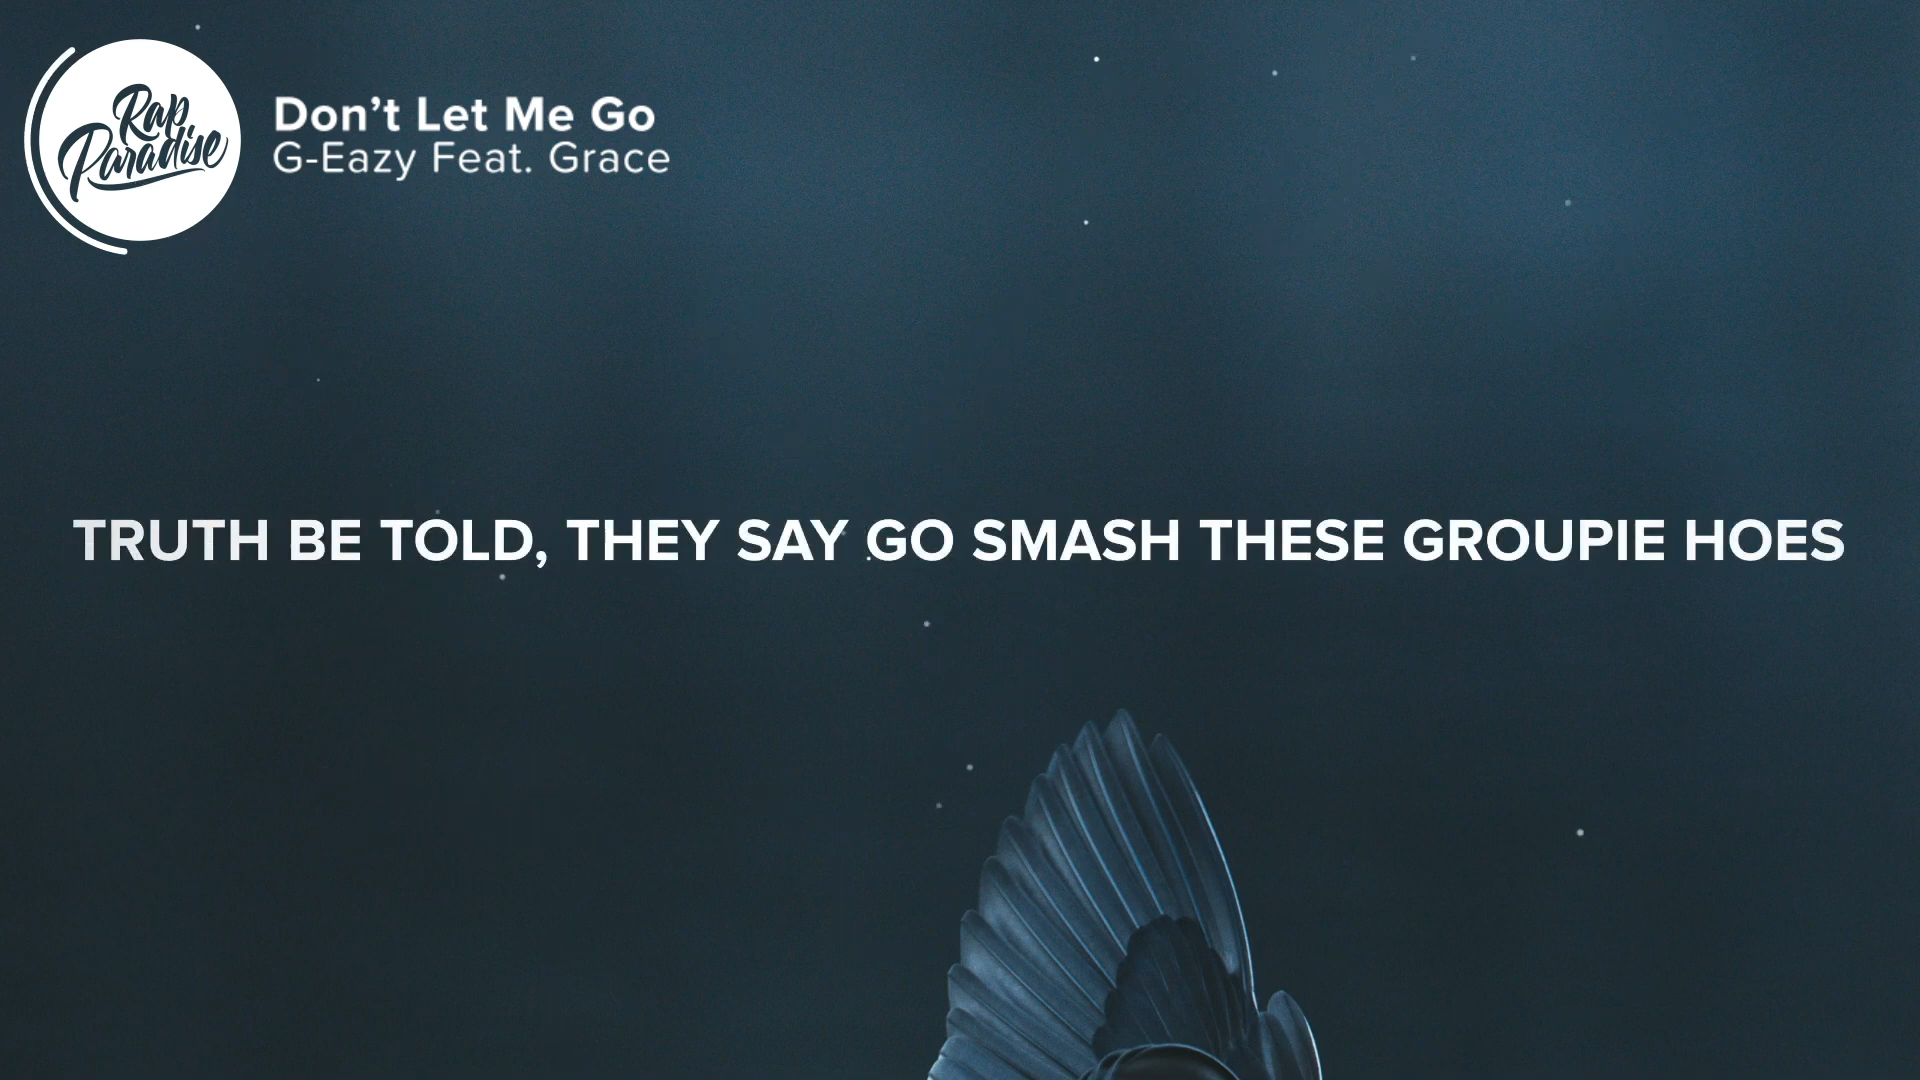 Rap
Paradise
Don't Let Me Go
G-Eazy Feat. Grace
TRUTH BE TOLD, THEY SAY GO SMASH THESE GROUPIE HOES